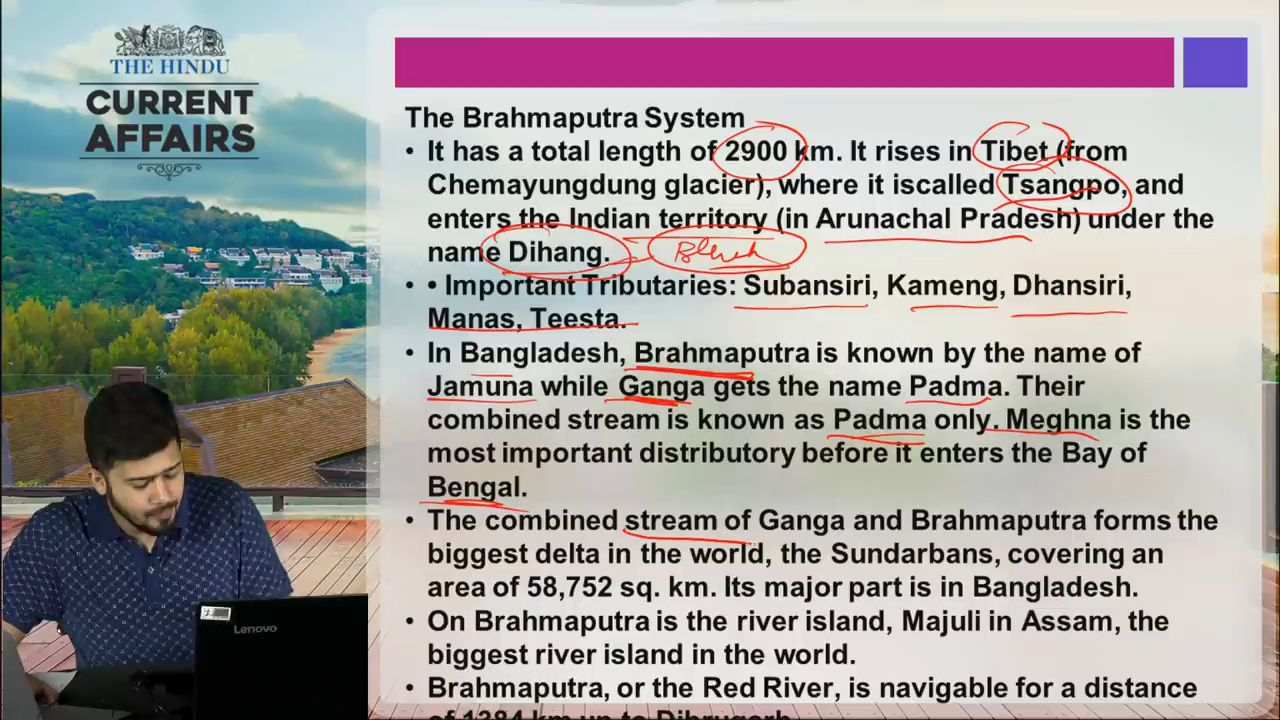 THE HINDU
CURRENT
AFFAIRS
The Brahmaputra System
• It has a total length of 2900 km. It rises in Tibet (from
Chemayungdung glacier), where it iscalled Tsangpo, and
enters the Indian territory (in Arunachal Pradesh) under the
name Dihang.
• • Important Tributaries: Subansiri, Kameng, Dhansiri,
Manas, Teesta.
• In Bangladesh, Brahmaputra is known by the name of
Jamuna while Ganga gets the name Padma. Their
combined stream is known as Padma only. Meghna is the
most important distributory before it enters the Bay of
Bengal.
• The combined stream of Ganga and Brahmaputra forms the
biggest delta in the world, the Sundarbans, covering an
area of 58,752 sq. km. Its major part is in Bangladesh.
• On Brahmaputra is the river island, Majuli in Assam, the
biggest river island in the world.
• Brahmaputra, or the Red River, is navigable for a distance
of 1384 km up to Dibrugarh.
Lenovo